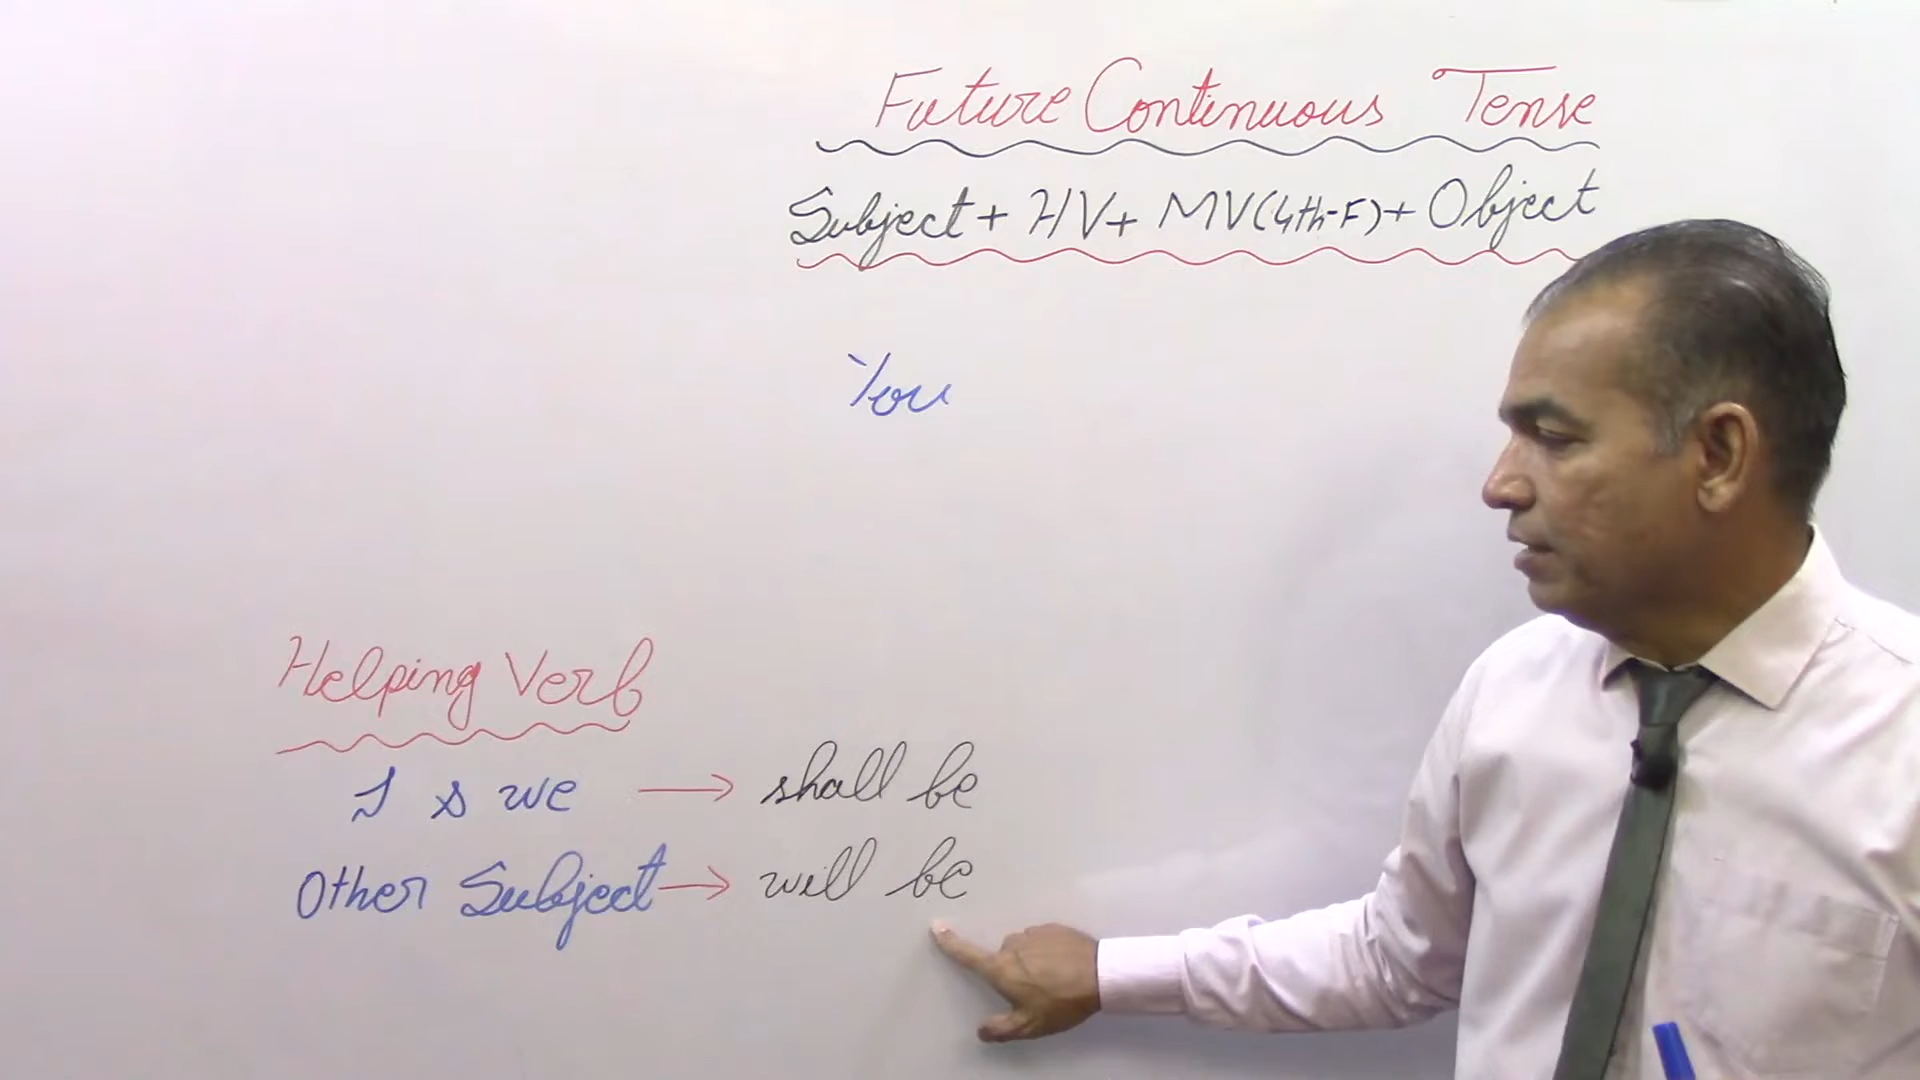 Future Continuous Tense
Subject + HV + MV(4th-F) + Object
You
Helping Verb
I & we → shall be
Other Subject → will be